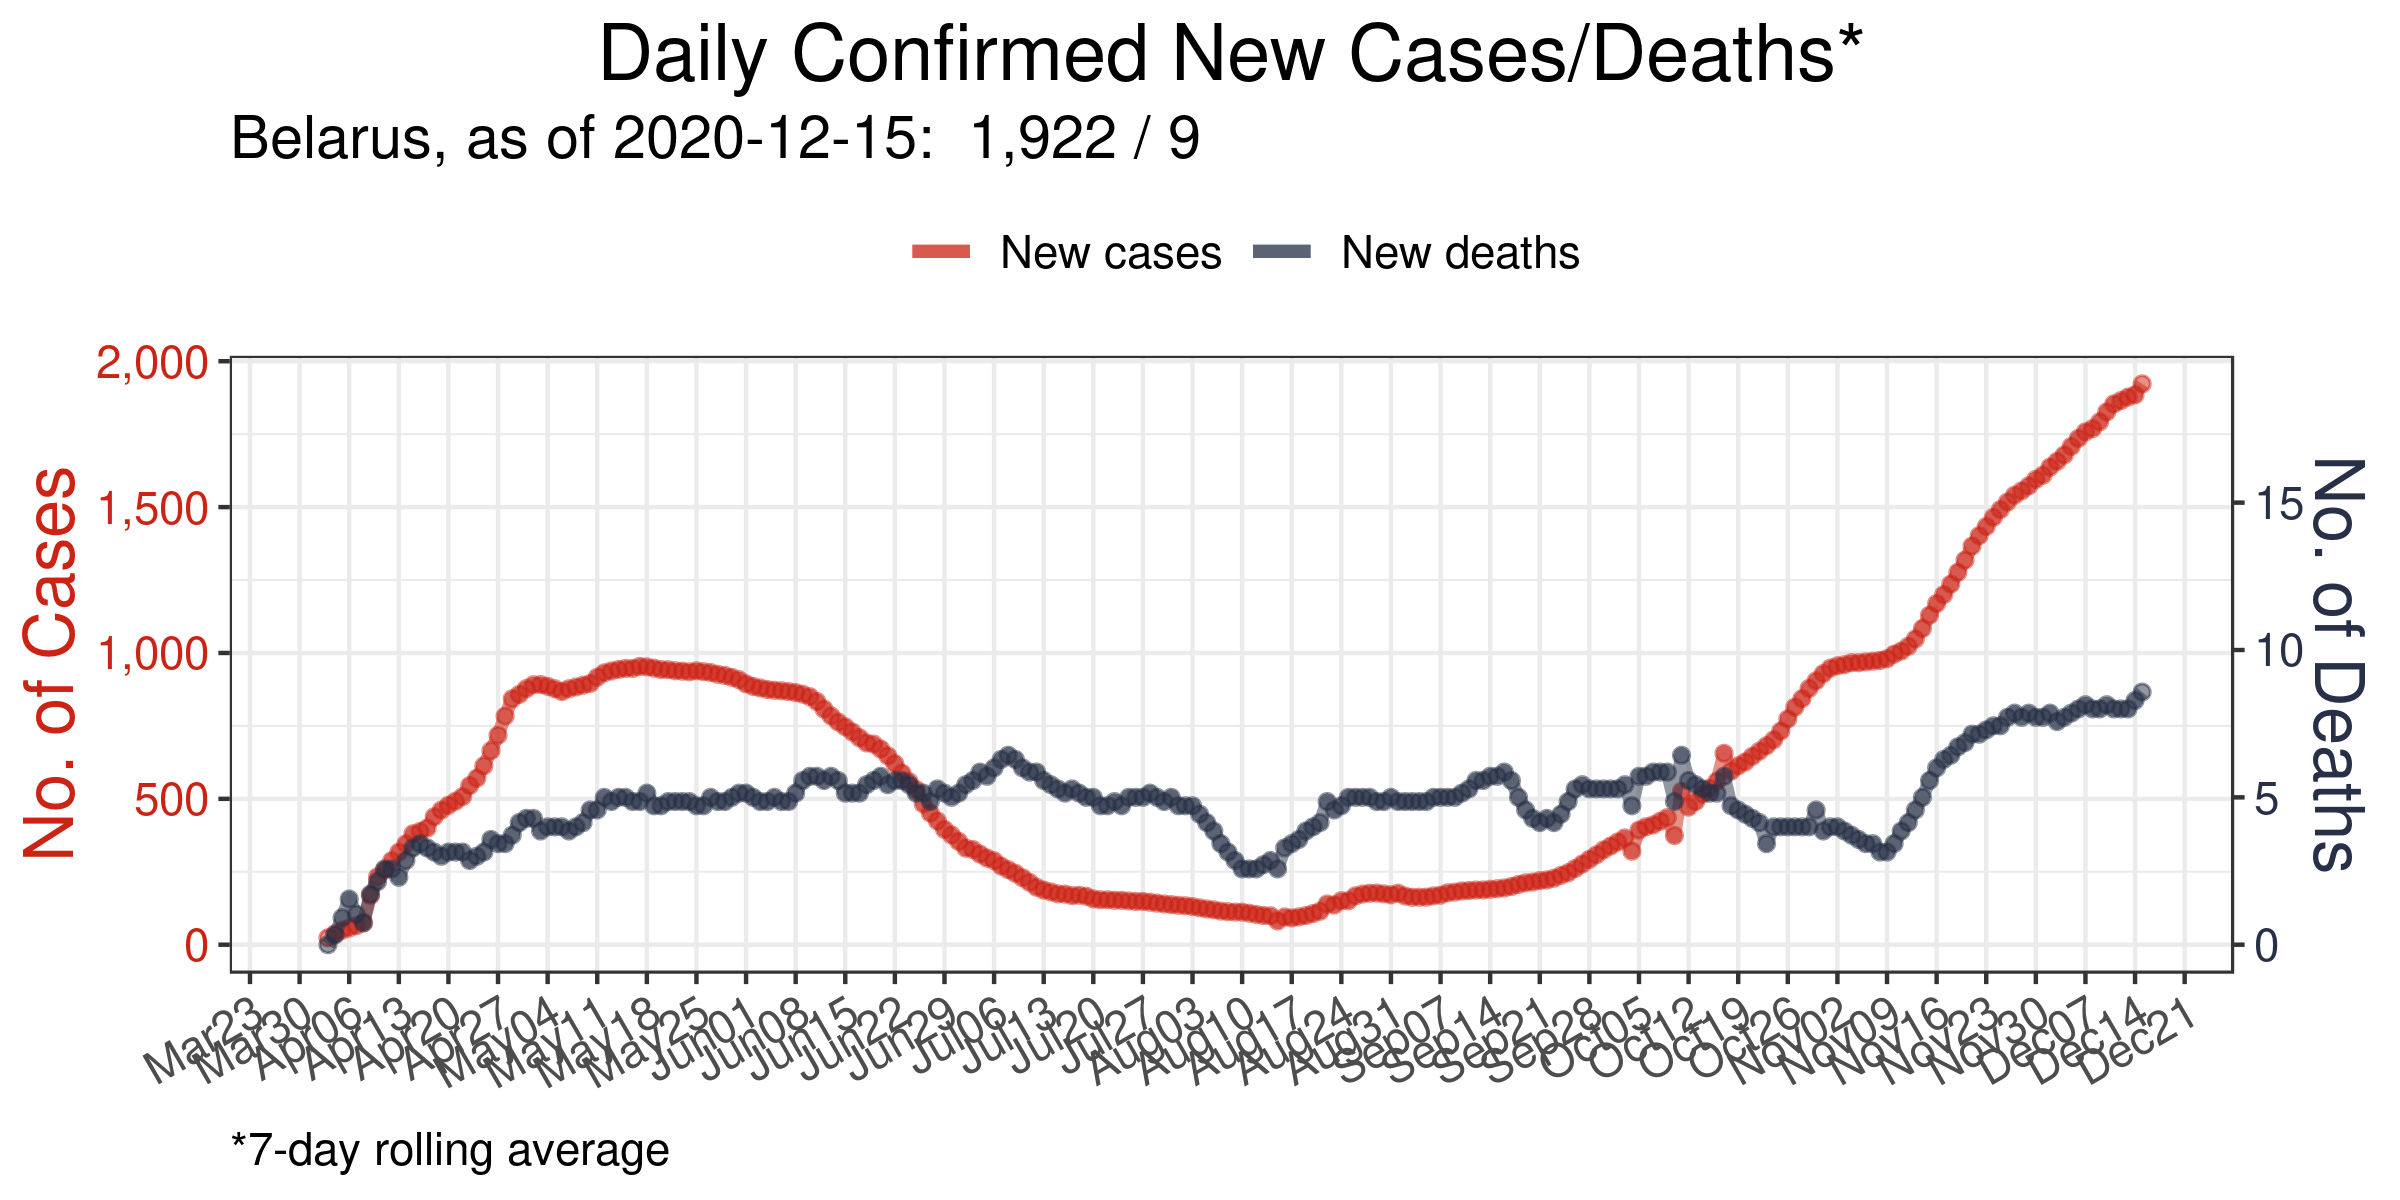 Daily Confirmed New Cases/Deaths*
Belarus, as of 2020-12-15:  1,922 / 9
New cases
New deaths
No. of Cases
2,000
1,500
1,000
500
0
15
10
5
0
No. of Deaths
Mar23
Mar30
Apr06
Apr13
Apr20
Apr27
May04
May11
May18
May25
Jun01
Jun08
Jun15
Jun22
Jun29
Jul06
Jul13
Jul20
Jul27
Aug03
Aug10
Aug17
Aug24
Aug31
Sep07
Sep14
Sep21
Sep28
Oct05
Oct12
Oct19
Oct26
Nov02
Nov09
Nov16
Nov23
Nov30
Dec07
Dec14
Dec21
*7-day rolling average